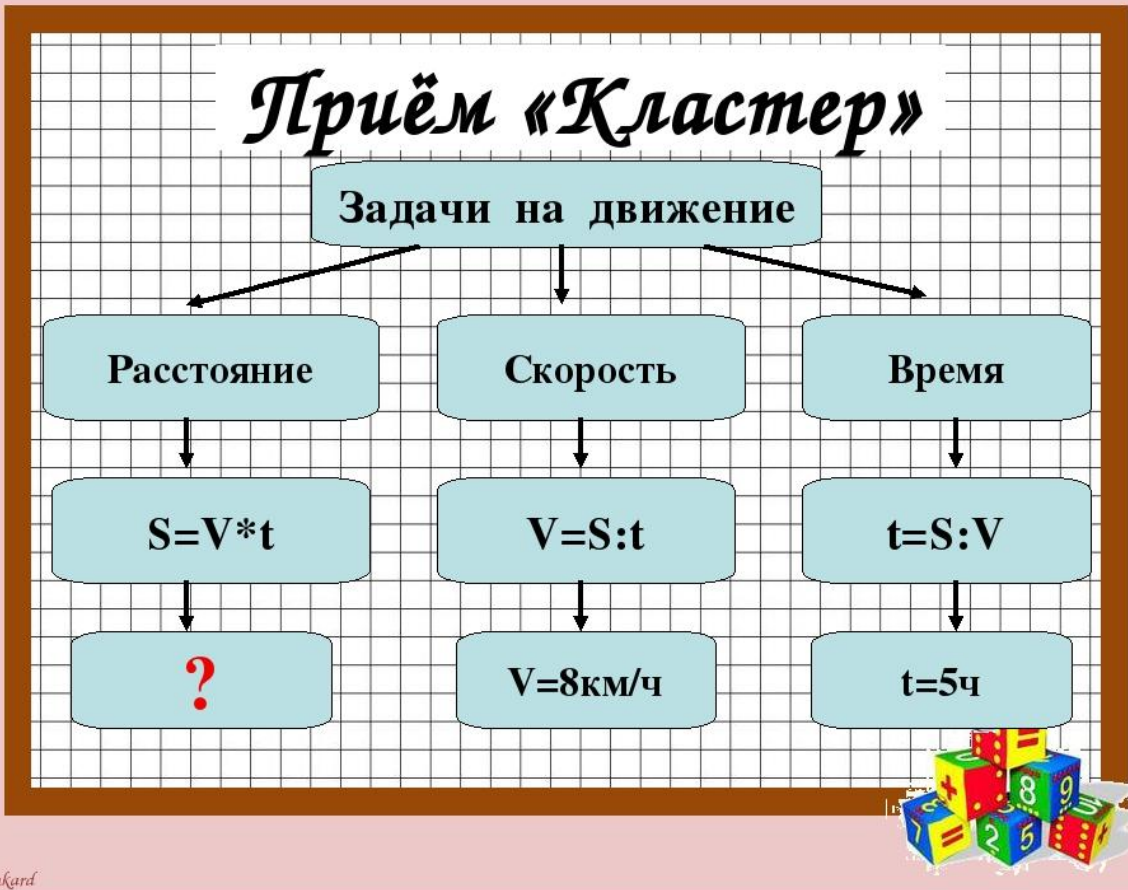 Приём «Кластер»
Задачи на движение
Расстояние
Скорость
Время
S=V*t
V=S:t
t=S:V
?
V=8км/ч
t=5ч